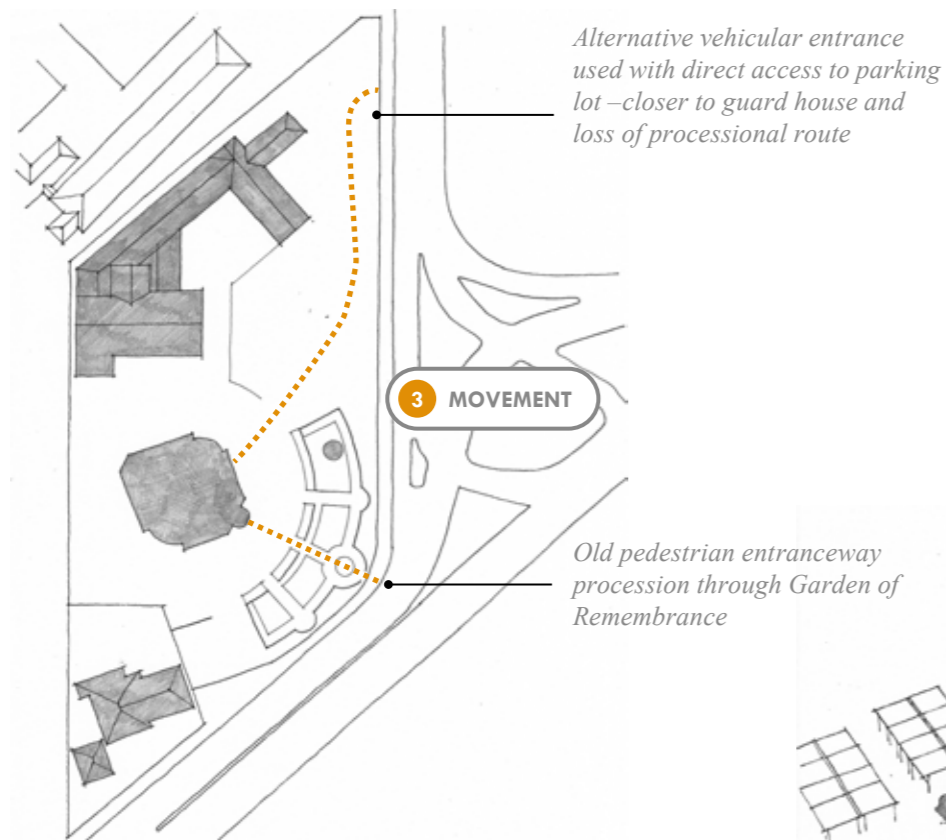 Alternative vehicular entrance
used with direct access to parking
lot –closer to guard house and
loss of processional route
3 MOVEMENT
Old pedestrian entranceway
procession through Garden of
Remembrance